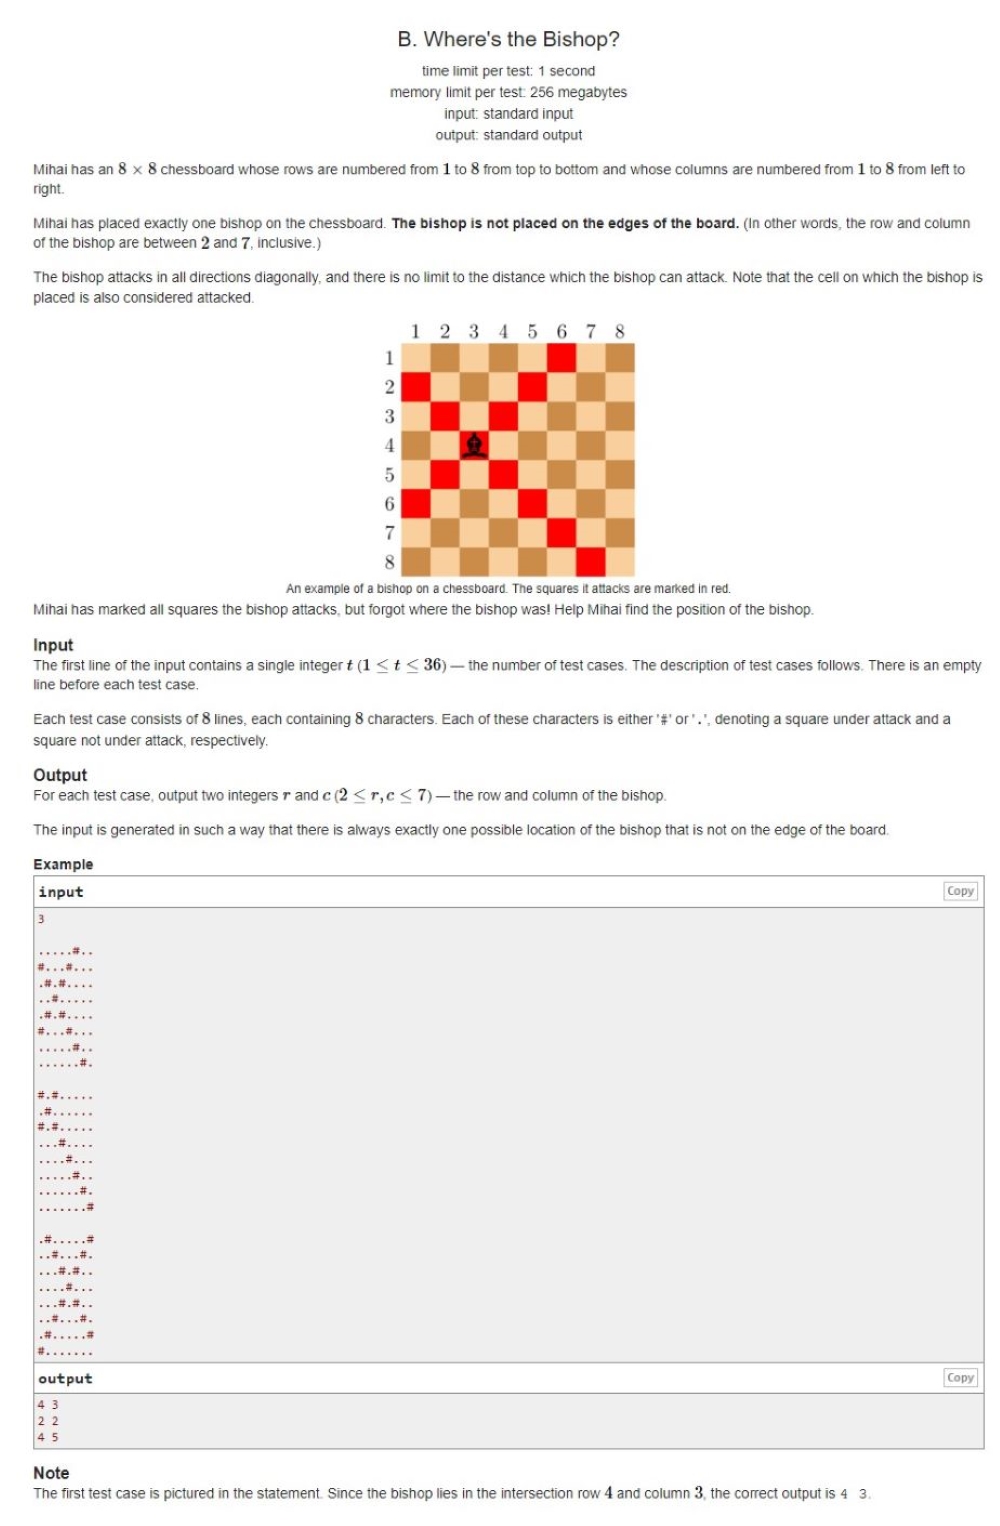 B. Where's the Bishop?
time limit per test: 1 second
memory limit per test: 256 megabytes
input: standard input
output: standard output
Mihai has an 8 × 8 chessboard whose rows are numbered from 1 to 8 from top to bottom and whose columns are numbered from 1 to 8 from left to
right.
Mihai has placed exactly one bishop on the chessboard. The bishop is not placed on the edges of the board. (In other words, the row and column
of the bishop are between 2 and 7, inclusive.)
The bishop attacks in all directions diagonally, and there is no limit to the distance which the bishop can attack. Note that the cell on which the bishop is
placed is also considered attacked.
1 2 3 4 5 6 7 8
1
2
3
4
5
6
7
8
An example of a bishop on a chessboard. The squares it attacks are marked in red.
Mihai has marked all squares the bishop attacks, but forgot where the bishop was! Help Mihai find the position of the bishop.
Input
The first line of the input contains a single integer t (1 ≤ t ≤ 36) — the number of test cases. The description of test cases follows. There is an empty
line before each test case.
Each test case consists of 8 lines, each containing 8 characters. Each of these characters is either '#' or '.', denoting a square under attack and a
square not under attack, respectively.
Output
For each test case, output two integers r and c (2 ≤ r, c ≤ 7) — the row and column of the bishop.
The input is generated in such a way that there is always exactly one possible location of the bishop that is not on the edge of the board.
Example
input Copy
3
.....#..
#...#...
.#.#....
..#.....
.#.#....
#...#...
.....#..
......#.
#.#.....
.#......
#.#.....
...#....
....#...
.....#..
......#.
.......#
.#.....#
..#...#.
...#.#..
....#...
...#.#..
..#...#.
.#.....#
#.......
output Copy
4 3
2 2
4 5
Note
The first test case is pictured in the statement. Since the bishop lies in the intersection row 4 and column 3, the correct output is 4 3.